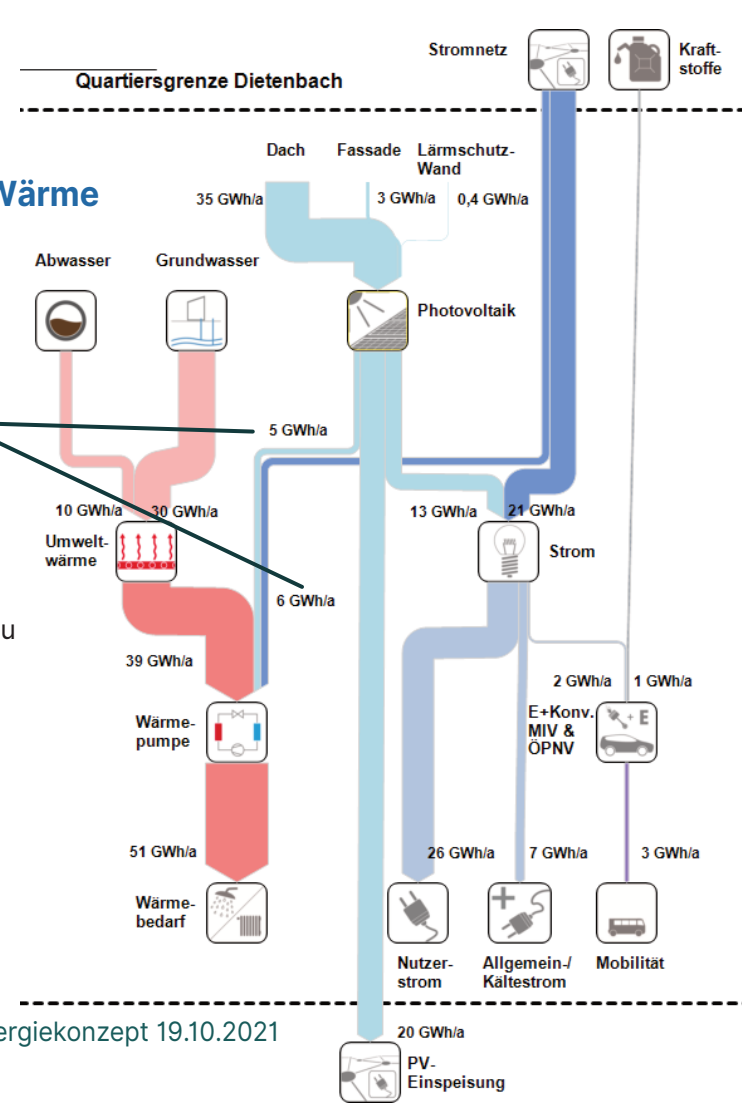 Stromnetz
Kraft-
stoffe
Quartiersgrenze Dietenbach
Dach
Fassade
Lärmschutz-
Wand
Wärme
35 GWh/a
3 GWh/a
0,4 GWh/a
Abwasser
Grundwasser
Photovoltaik
5 GWh/a
10 GWh/a
30 GWh/a
13 GWh/a
21 GWh/a
Umwelt-
wärme
Strom
6 GWh/a
u
39 GWh/a
2 GWh/a
1 GWh/a
Wärme-
pumpe
E+Konv.
MIV &
ÖPNV
E
51 GWh/a
26 GWh/a
7 GWh/a
3 GWh/a
Wärme-
bedarf
Nutzer-
strom
Allgemein-/
Kältestrom
Mobilität
ergiekonzept 19.10.2021
20 GWh/a
PV-
Einspeisung